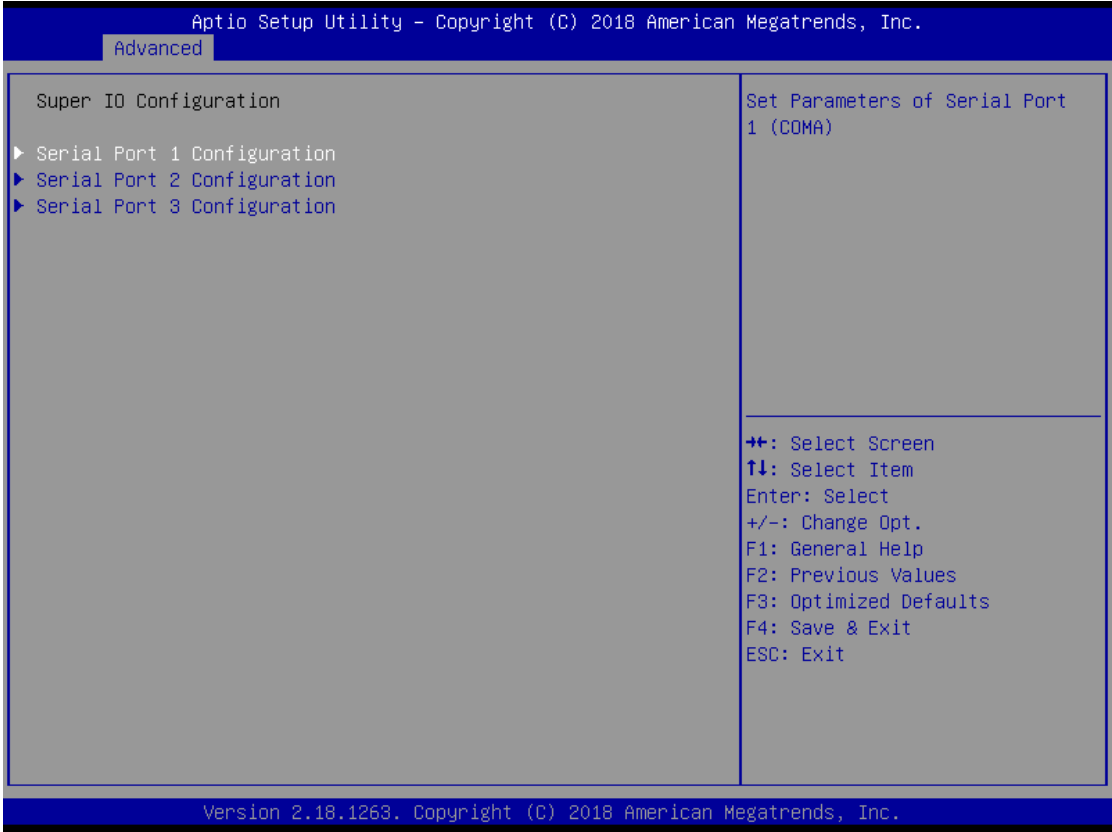 Aptio Setup Utility – Copyright (C) 2018 American Megatrends, Inc.
Advanced
Super IO Configuration
Serial Port 1 Configuration
Serial Port 2 Configuration
Serial Port 3 Configuration
Set Parameters of Serial Port
1 (COMA)
→←: Select Screen
↑↓: Select Item
Enter: Select
+/-: Change Opt.
F1: General Help
F2: Previous Values
F3: Optimized Defaults
F4: Save & Exit
ESC: Exit
Version 2.18.1263. Copyright (C) 2018 American Megatrends, Inc.